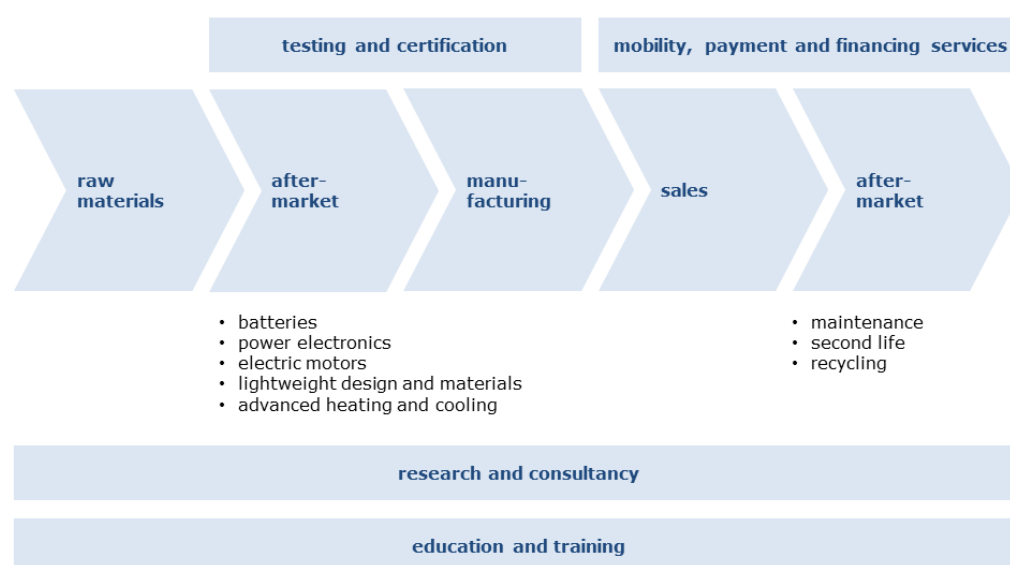 testing and certification
mobility, payment and financing services
raw
materials
after-
market
manu-
facturing
sales
after-
market
• batteries
• power electronics
• electric motors
• lightweight design and materials
• advanced heating and cooling
• maintenance
• second life
• recycling
research and consultancy
education and training